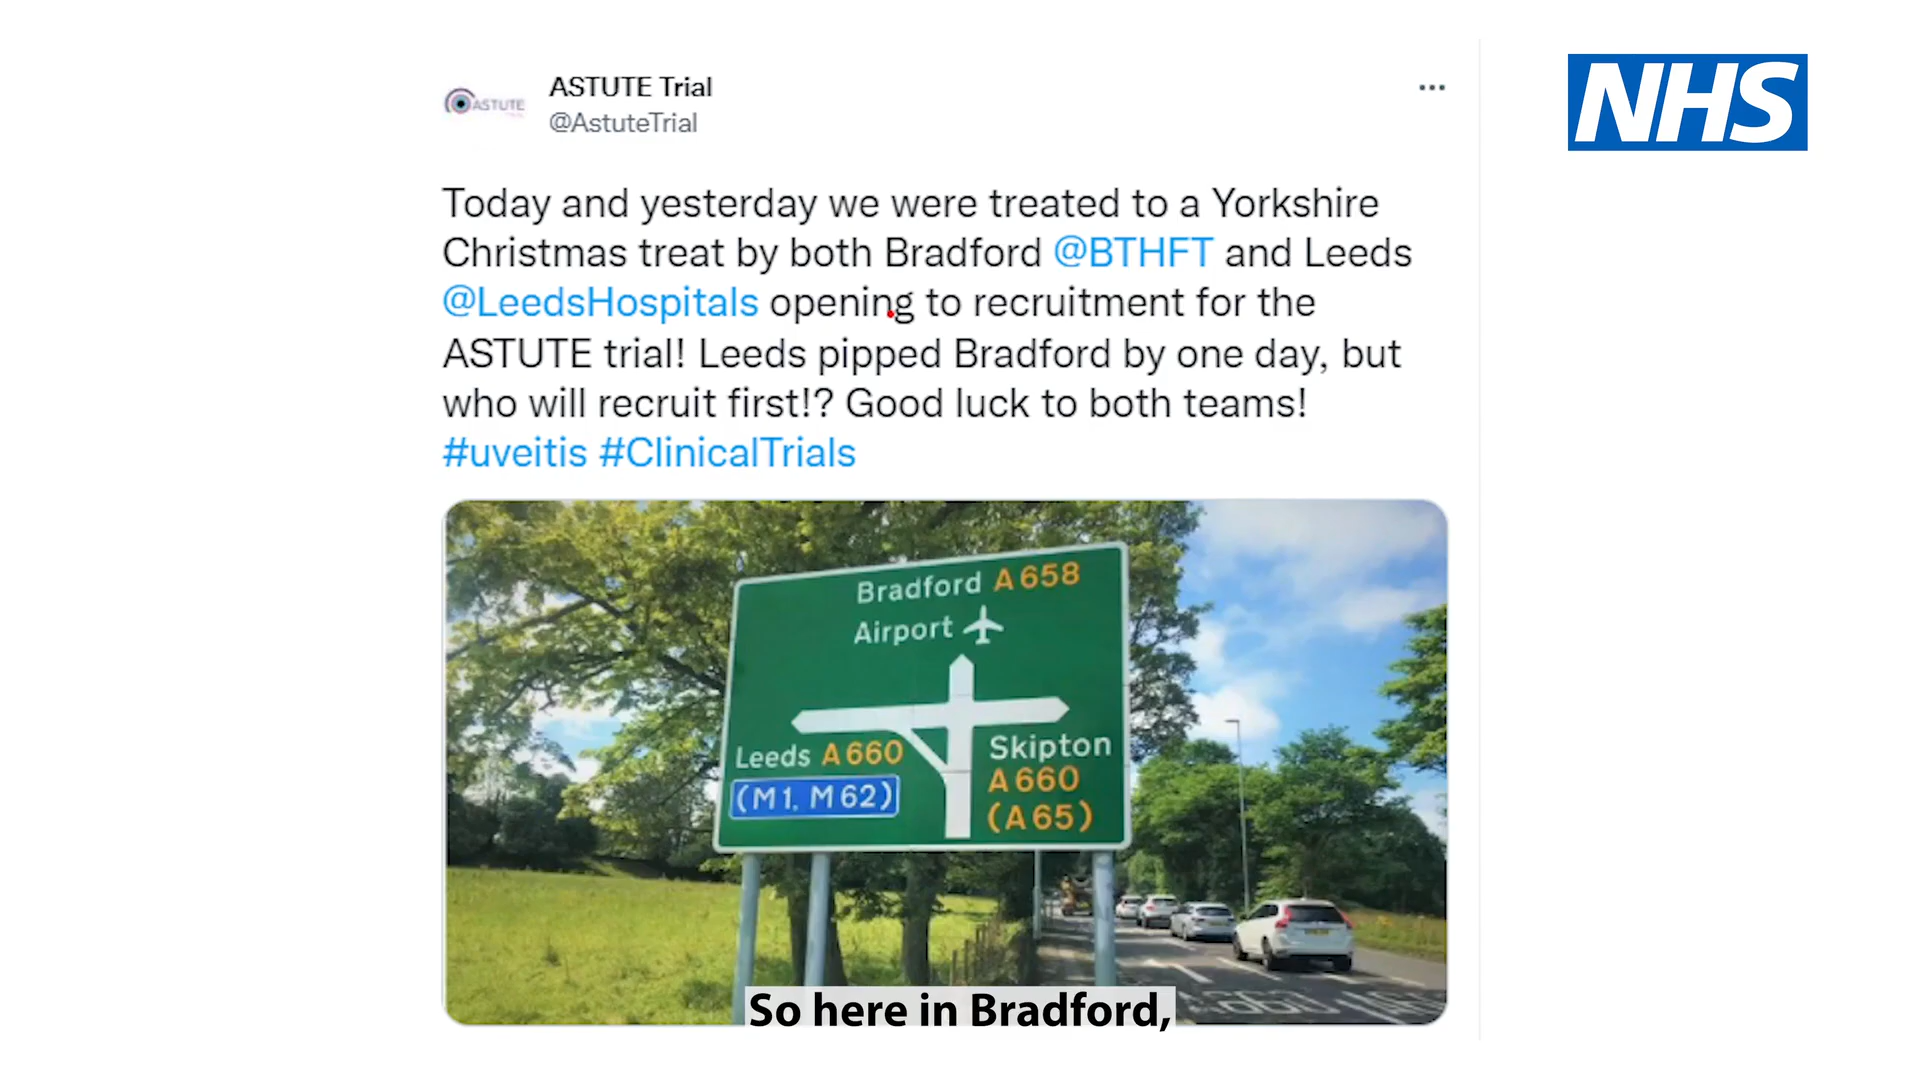 ASTUTE
ASTUTE Trial
@AstuteTrial
NHS
Today and yesterday we were treated to a Yorkshire
Christmas treat by both Bradford @BTHFT and Leeds
@LeedsHospitals opening to recruitment for the
ASTUTE trial! Leeds pipped Bradford by one day, but
who will recruit first!? Good luck to both teams!
#uveitis #ClinicalTrials
Bradford A658
Airport
Leeds A660
(M1, M62)
Skipton
A660
(A65)
So here in Bradford,